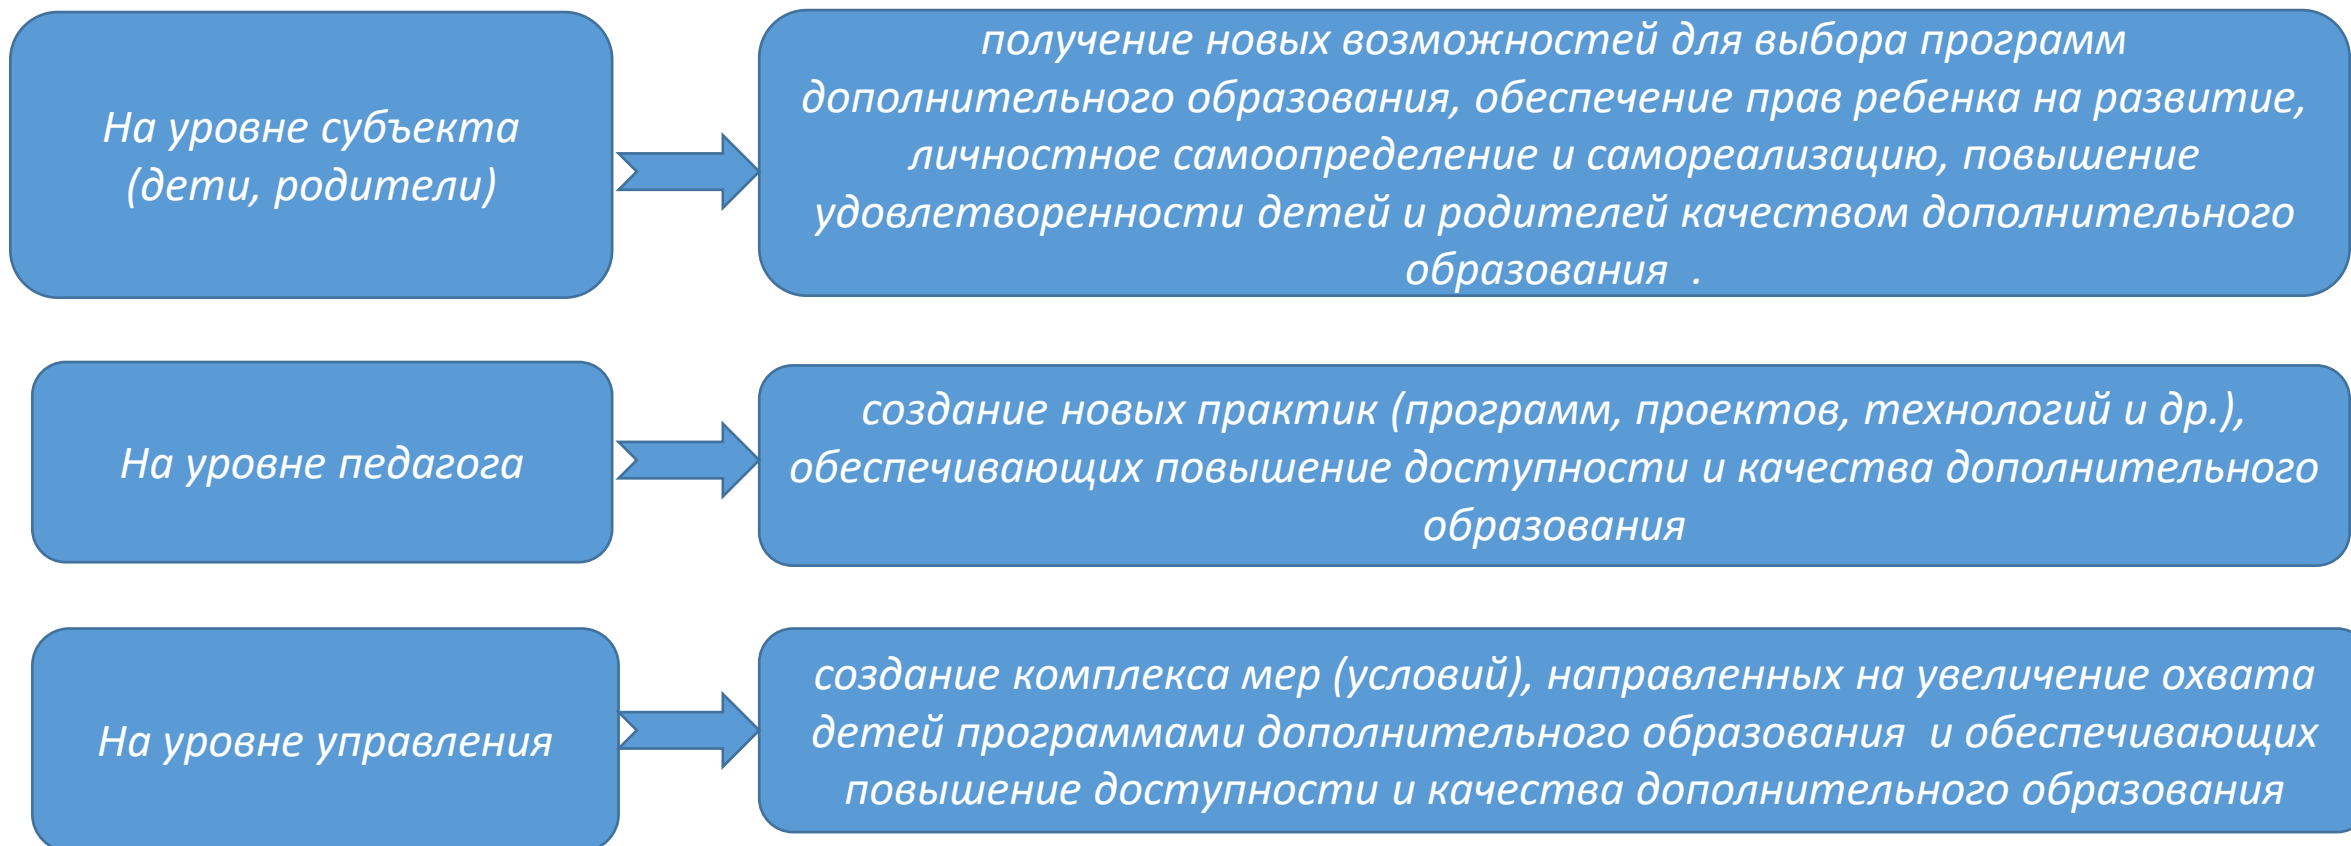 На уровне субъекта
(дети, родители)
получение новых возможностей для выбора программ
дополнительного образования, обеспечение прав ребенка на развитие,
личностное самоопределение и самореализацию, повышение
удовлетворенности детей и родителей качеством дополнительного
образования .
На уровне педагога
создание новых практик (программ, проектов, технологий и др.),
обеспечивающих повышение доступности и качества дополнительного
образования
На уровне управления
создание комплекса мер (условий), направленных на увеличение охвата
детей программами дополнительного образования и обеспечивающих
повышение доступности и качества дополнительного образования